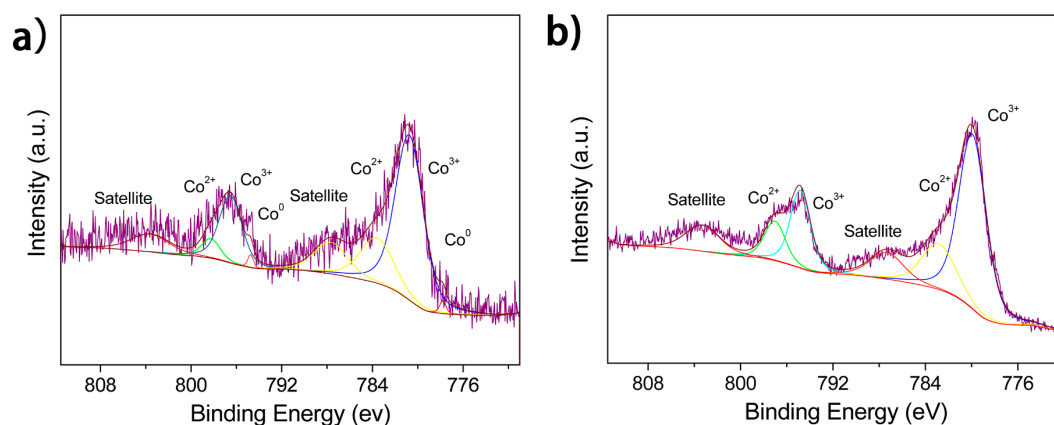 a)
Intensity (a.u.)
Satellite
Co²⁺
Co³⁺
Co⁰
Satellite
Co²⁺
Co³⁺
Co⁰
808
800
792
784
776
Binding Energy (ev)
b)
Intensity (a.u.)
Satellite
Co²⁺
Co³⁺
Satellite
Co²⁺
Co³⁺
808
800
792
784
776
Binding Energy (eV)